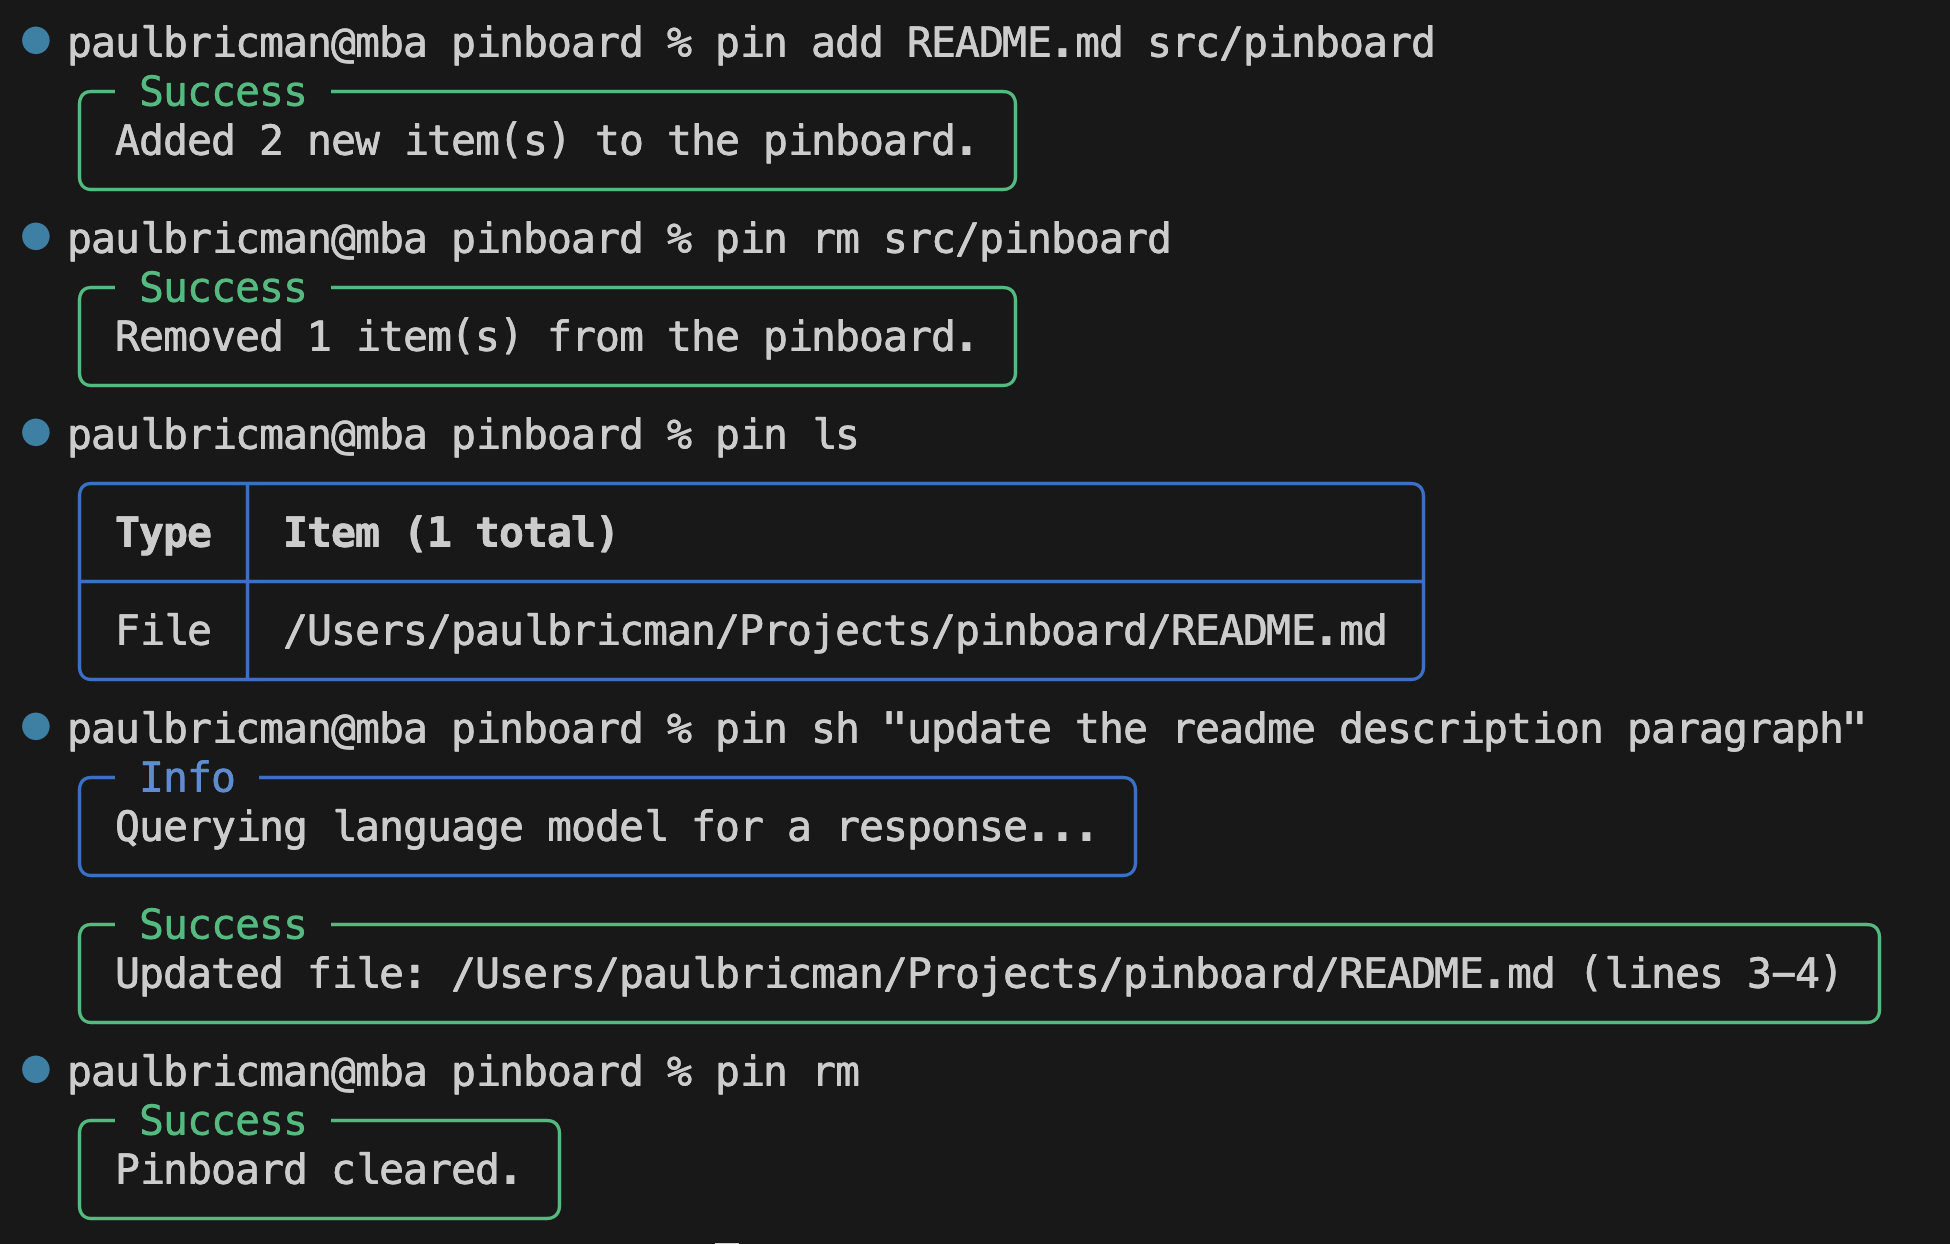 paulbricman@mba pinboard % pin add README.md src/pinboard
Success
Added 2 new item(s) to the pinboard.
paulbricman@mba pinboard % pin rm src/pinboard
Success
Removed 1 item(s) from the pinboard.
paulbricman@mba pinboard % pin ls
Type Item (1 total)
File /Users/paulbricman/Projects/pinboard/README.md
paulbricman@mba pinboard % pin sh "update the readme description paragraph"
Info
Querying language model for a response...
Success
Updated file: /Users/paulbricman/Projects/pinboard/README.md (lines 3–4)
paulbricman@mba pinboard % pin rm
Success
Pinboard cleared.